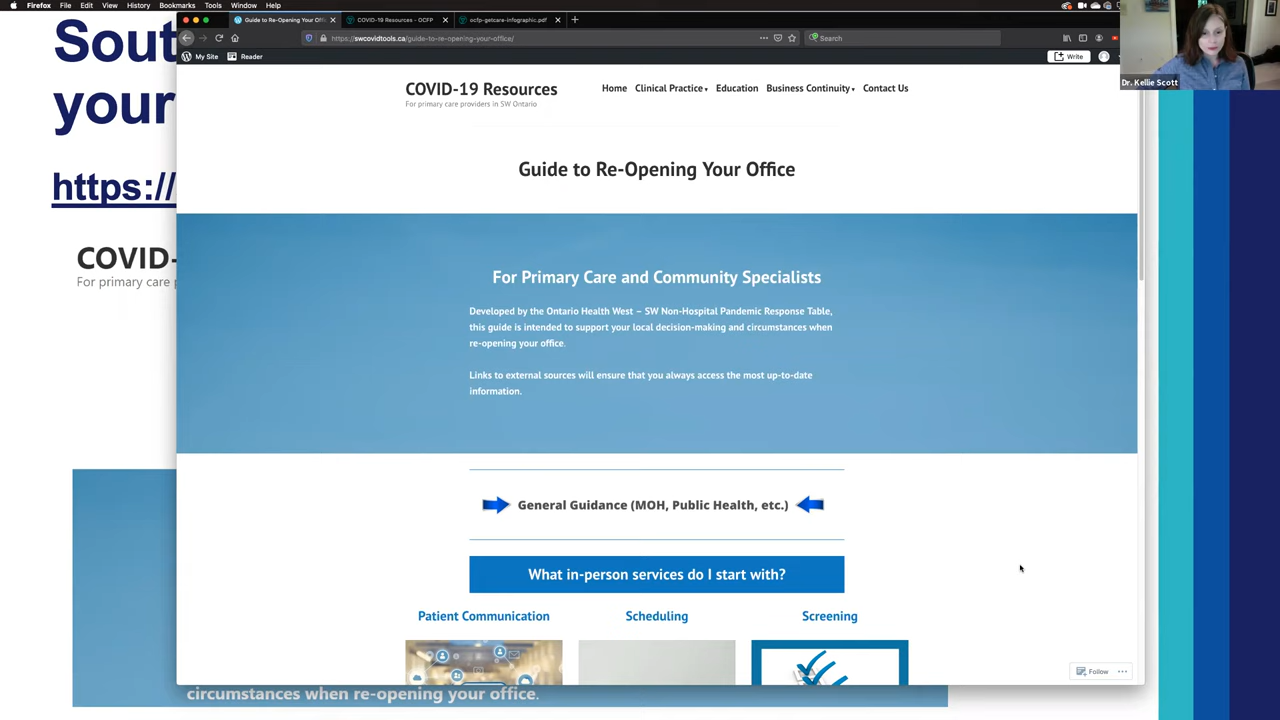 Firefox File Edit View History Bookmarks Tools Window Help
Guide to Re-Opening Your Offi
COVID-19 Resources - OCFP
ocfp-getcare-infographic.pdf
https://swcovidtools.ca/guide-to-re-opening-your-office/
Search
My Site Reader
Write
Dr. Kellie Scott
Sout
your
https://
COVID-
For primary care p
COVID-19 Resources
For primary care providers in SW Ontario
Home Clinical Practice Education Business Continuity Contact Us
Guide to Re-Opening Your Office
For Primary Care and Community Specialists
Developed by the Ontario Health West – SW Non-Hospital Pandemic Response Table,
this guide is intended to support your local decision-making and circumstances when
re-opening your office.
Links to external sources will ensure that you always access the most up-to-date
information.
General Guidance (MOH, Public Health, etc.)
What in-person services do I start with?
Patient Communication
Scheduling
Screening
Follow
circumstances when re-opening your office.